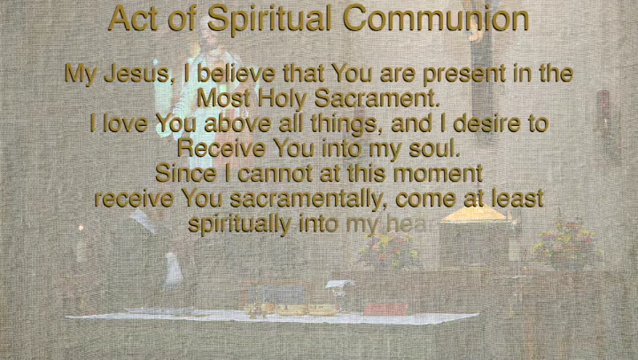 Act of Spiritual Communion
My Jesus, I believe that You are present in the
Most Holy Sacrament.
I love You above all things, and I desire to
Receive You into my soul.
Since I cannot at this moment
receive You sacramentally, come at least
spiritually into my hear